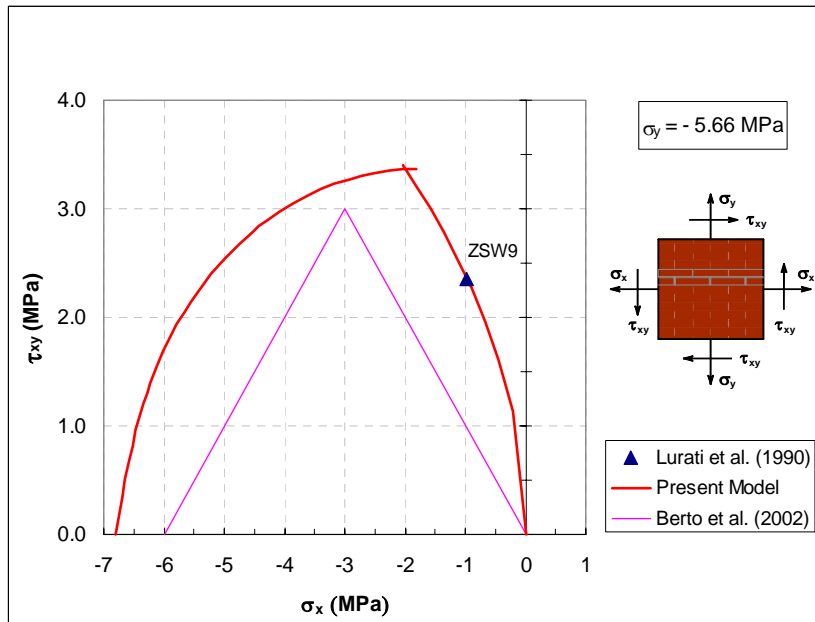 4.0
3.0
2.0
1.0
0.0
τxy (MPa)
-7 -6 -5 -4 -3 -2 -1 0 1
σx (MPa)
ZSW9
σy = - 5.66 MPa
σy
τxy
σx
σx
τxy
τxy
τxy
σy
Lurati et al. (1990)
Present Model
Berto et al. (2002)